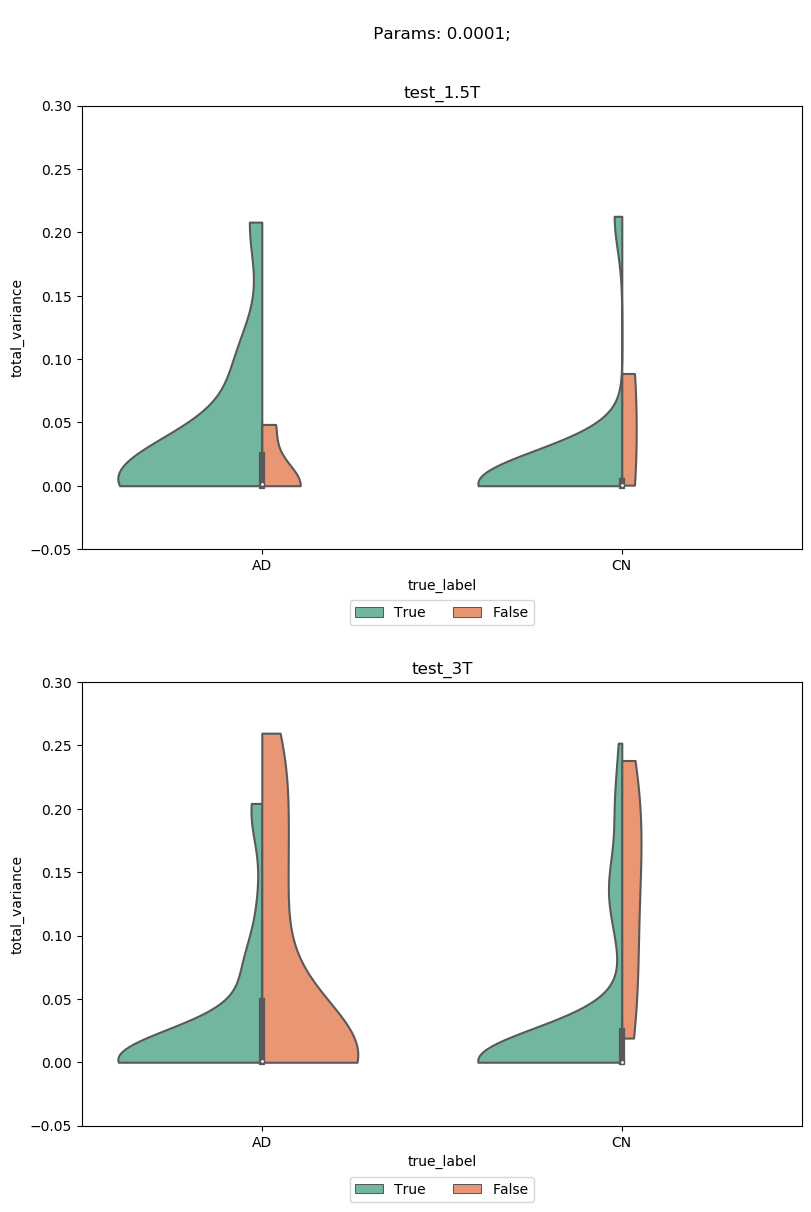 Params: 0.0001;
test_1.5T
0.30
0.25
0.20
0.15
0.10
0.05
0.00
−0.05
total_variance
AD CN
true_label
True False
test_3T
0.30
0.25
0.20
0.15
0.10
0.05
0.00
−0.05
total_variance
AD CN
true_label
True False